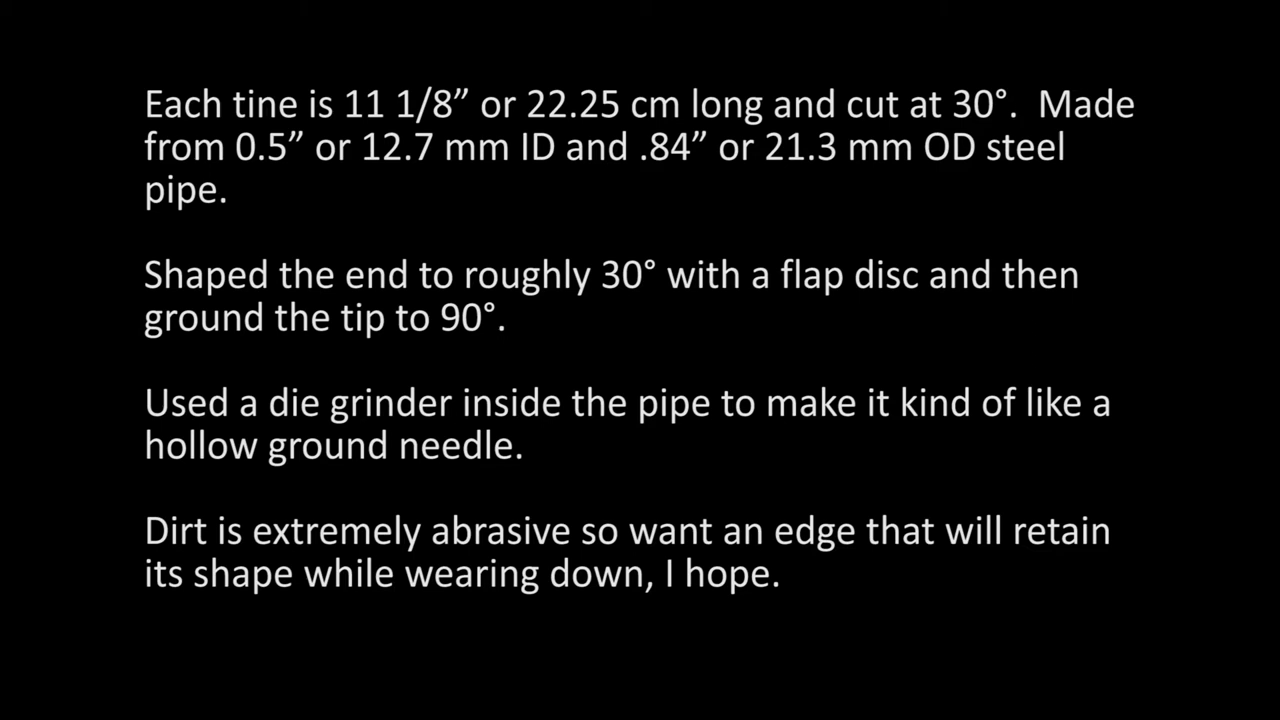 Each tine is 11 1/8” or 22.25 cm long and cut at 30°.  Made
from 0.5” or 12.7 mm ID and .84” or 21.3 mm OD steel
pipe.
Shaped the end to roughly 30° with a flap disc and then
ground the tip to 90°.
Used a die grinder inside the pipe to make it kind of like a
hollow ground needle.
Dirt is extremely abrasive so want an edge that will retain
its shape while wearing down, I hope.